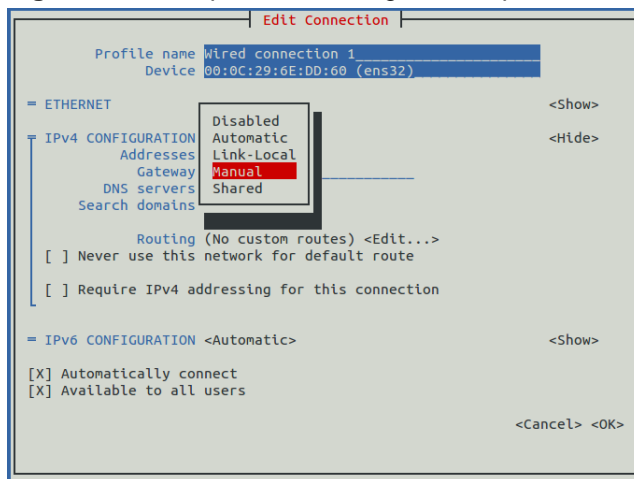 Edit Connection
Profile name Wired connection 1
Device 00:0C:29:6E:DD:60 (ens32)
= ETHERNET <Show>
Disabled
= IPv4 CONFIGURATION Automatic <Hide>
Addresses Link-Local
Gateway Manual
DNS servers Shared
Search domains
Routing (No custom routes) <Edit...>
[ ] Never use this network for default route
[ ] Require IPv4 addressing for this connection
= IPv6 CONFIGURATION <Automatic> <Show>
[X] Automatically connect
[X] Available to all users
<Cancel> <OK>